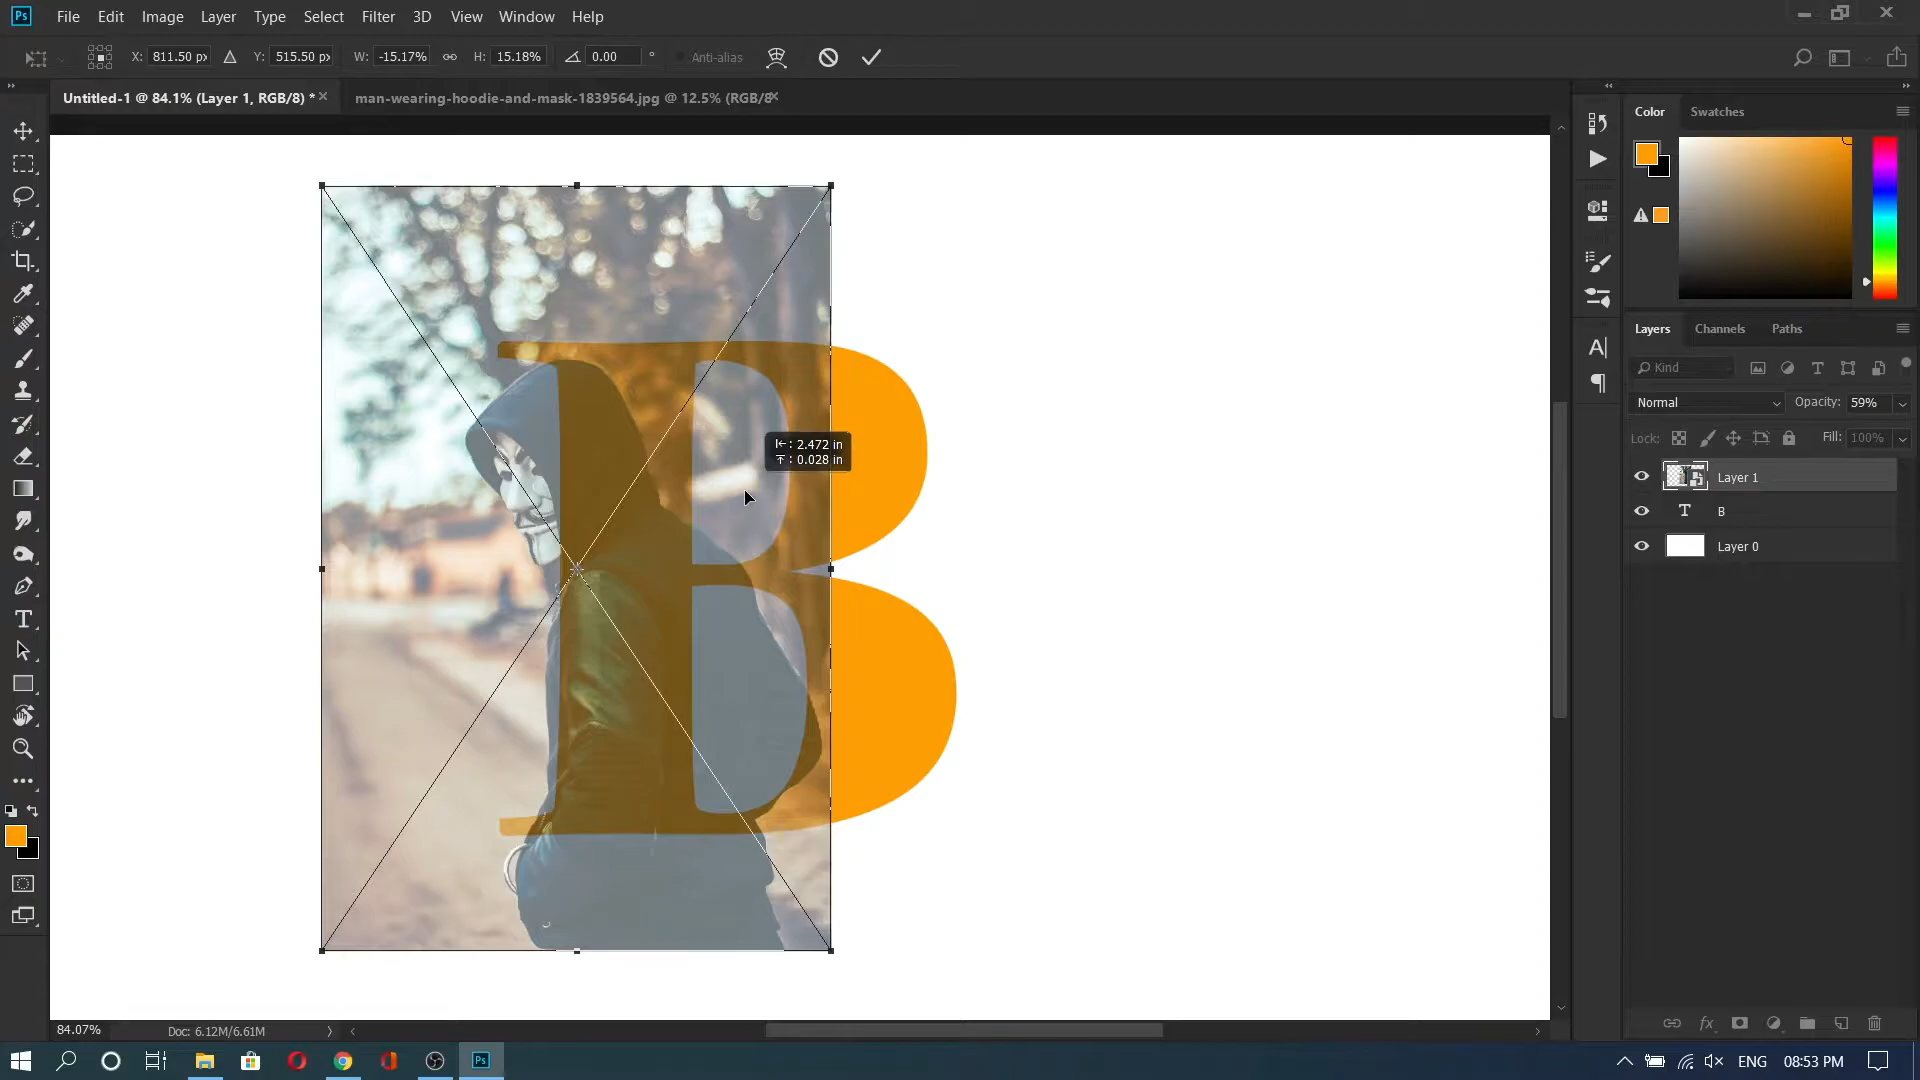 Ps File Edit Image Layer Type Select Filter 3D View Window Help
X: 811.50 px Y: 515.50 px W: -15.17% H: 15.18% 0.00 ° Anti-alias
Untitled-1 @ 84.1% (Layer 1, RGB/8) * × man-wearing-hoodie-and-mask-1839564.jpg @ 12.5% (RGB/8
Color Swatches
B
: 2.472 in
: 0.028 in
Layers Channels Paths
Kind
Normal Opacity: 59%
Lock: Fill: 100%
Layer 1
T B
Layer 0
84.07% Doc: 6.12M/6.61M
Ps ENG 08:53 PM